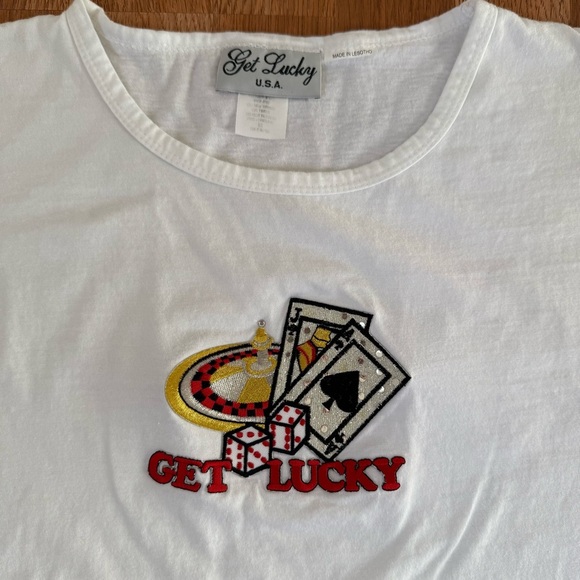 Get Lucky
U.S.A.
MADE IN LESOTHO
J
A
A
GET LUCKY